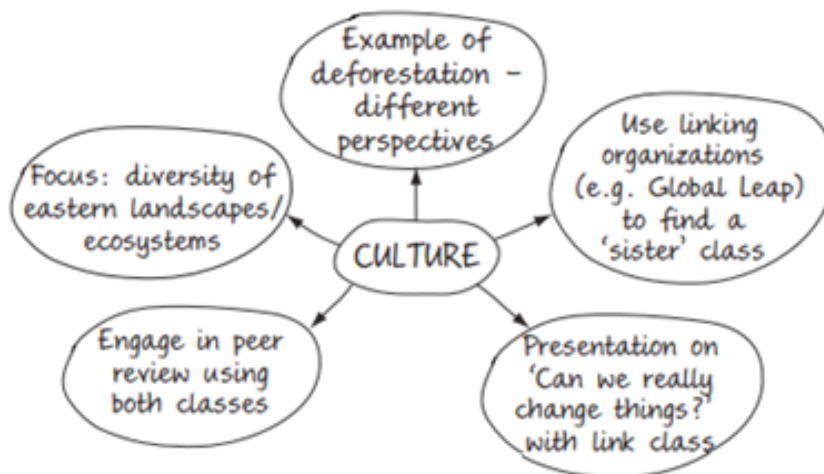 Example of
deforestation –
different
perspectives
Focus: diversity of
eastern landscapes/
ecosystems
Use linking
organizations
(e.g. Global Leap)
to find a
'sister' class
CULTURE
Engage in peer
review using
both classes
Presentation on
'Can we really
change things?'
with link class